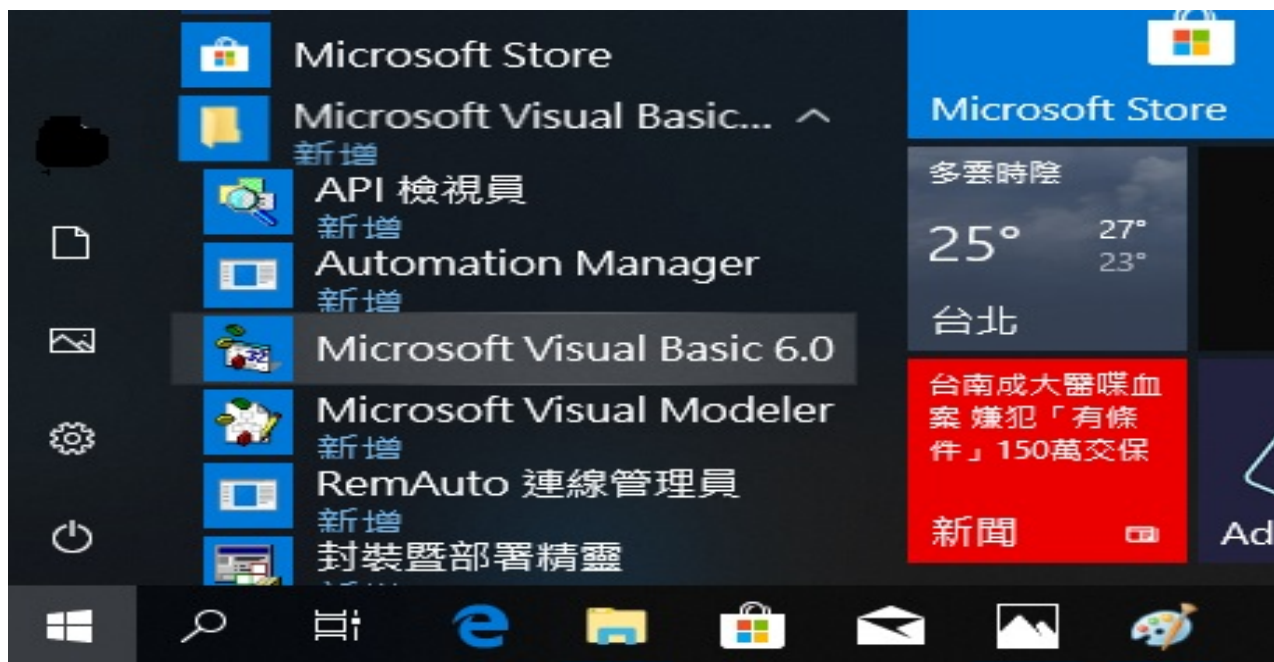 Microsoft Store
Microsoft Visual Basic...
新增
API 檢視員
新增
Automation Manager
新增
Microsoft Visual Basic 6.0
Microsoft Visual Modeler
新增
RemAuto 連線管理員
新增
封裝暨部署精靈
Microsoft Store
多雲時陰
25°
27°
23°
台北
台南成大醫喋血
案 嫌犯「有條
件」150萬交保
新聞
Ad